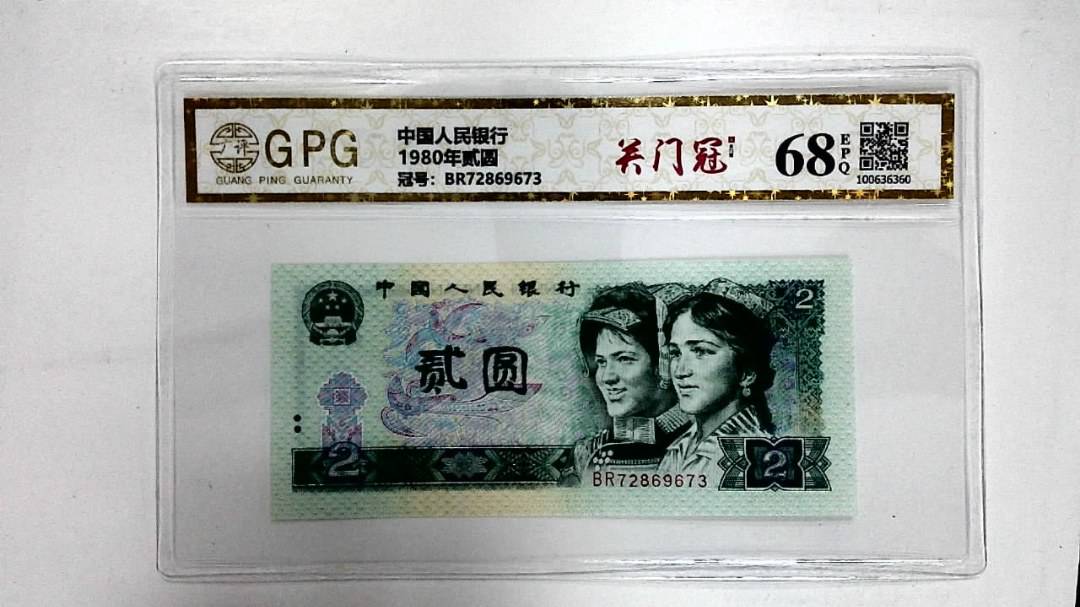 GPG
GUANG PING GUARANTY
中国人民银行
1980年贰圆
冠号：BR72869673
关门冠
68 EPQ
100636360
中国人民银行
2
贰圆
2
BR72869673
2